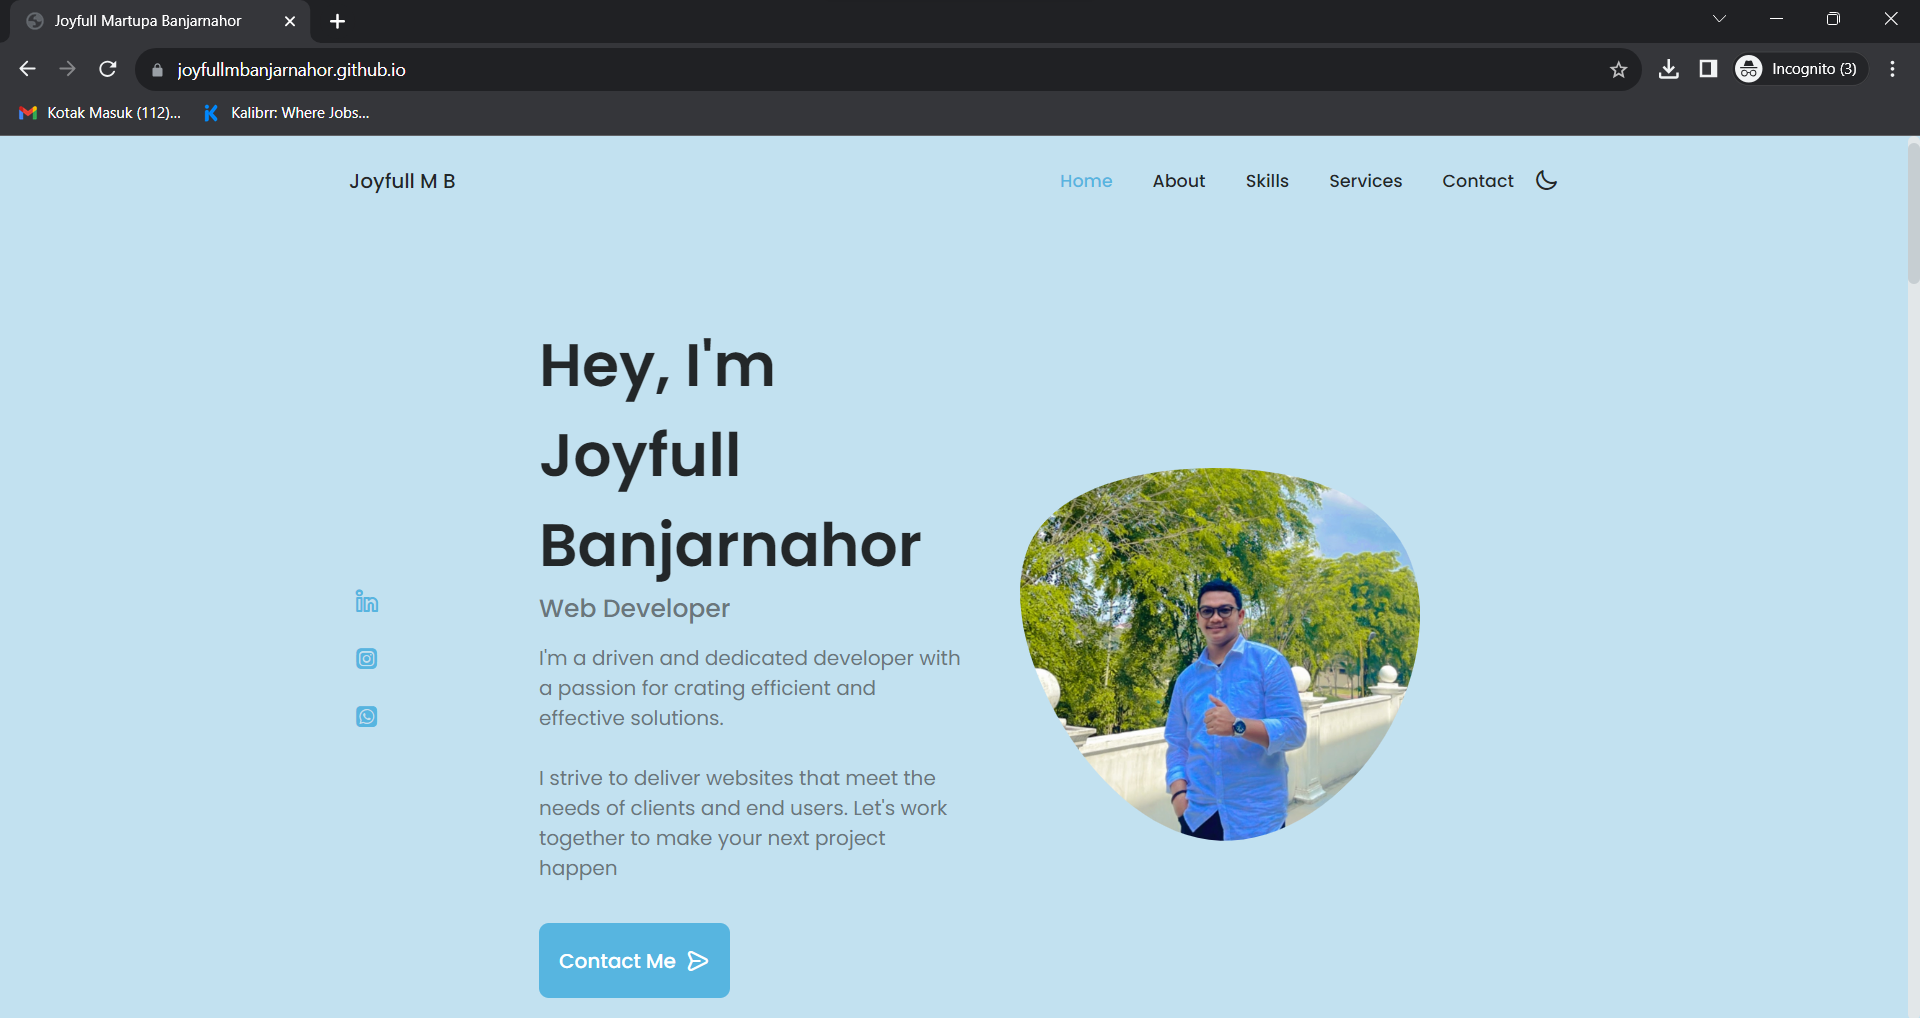 Joyfull Martupa Banjarnahor
joyfullmbanjarnahor.github.io
Incognito (3)
Kotak Masuk (112)...
Kalibrr: Where Jobs...
Joyfull M B
Home
About
Skills
Services
Contact
Hey, I'm
Joyfull
Banjarnahor
Web Developer
I'm a driven and dedicated developer with
a passion for crating efficient and
effective solutions.
I strive to deliver websites that meet the
needs of clients and end users. Let's work
together to make your next project
happen
Contact Me